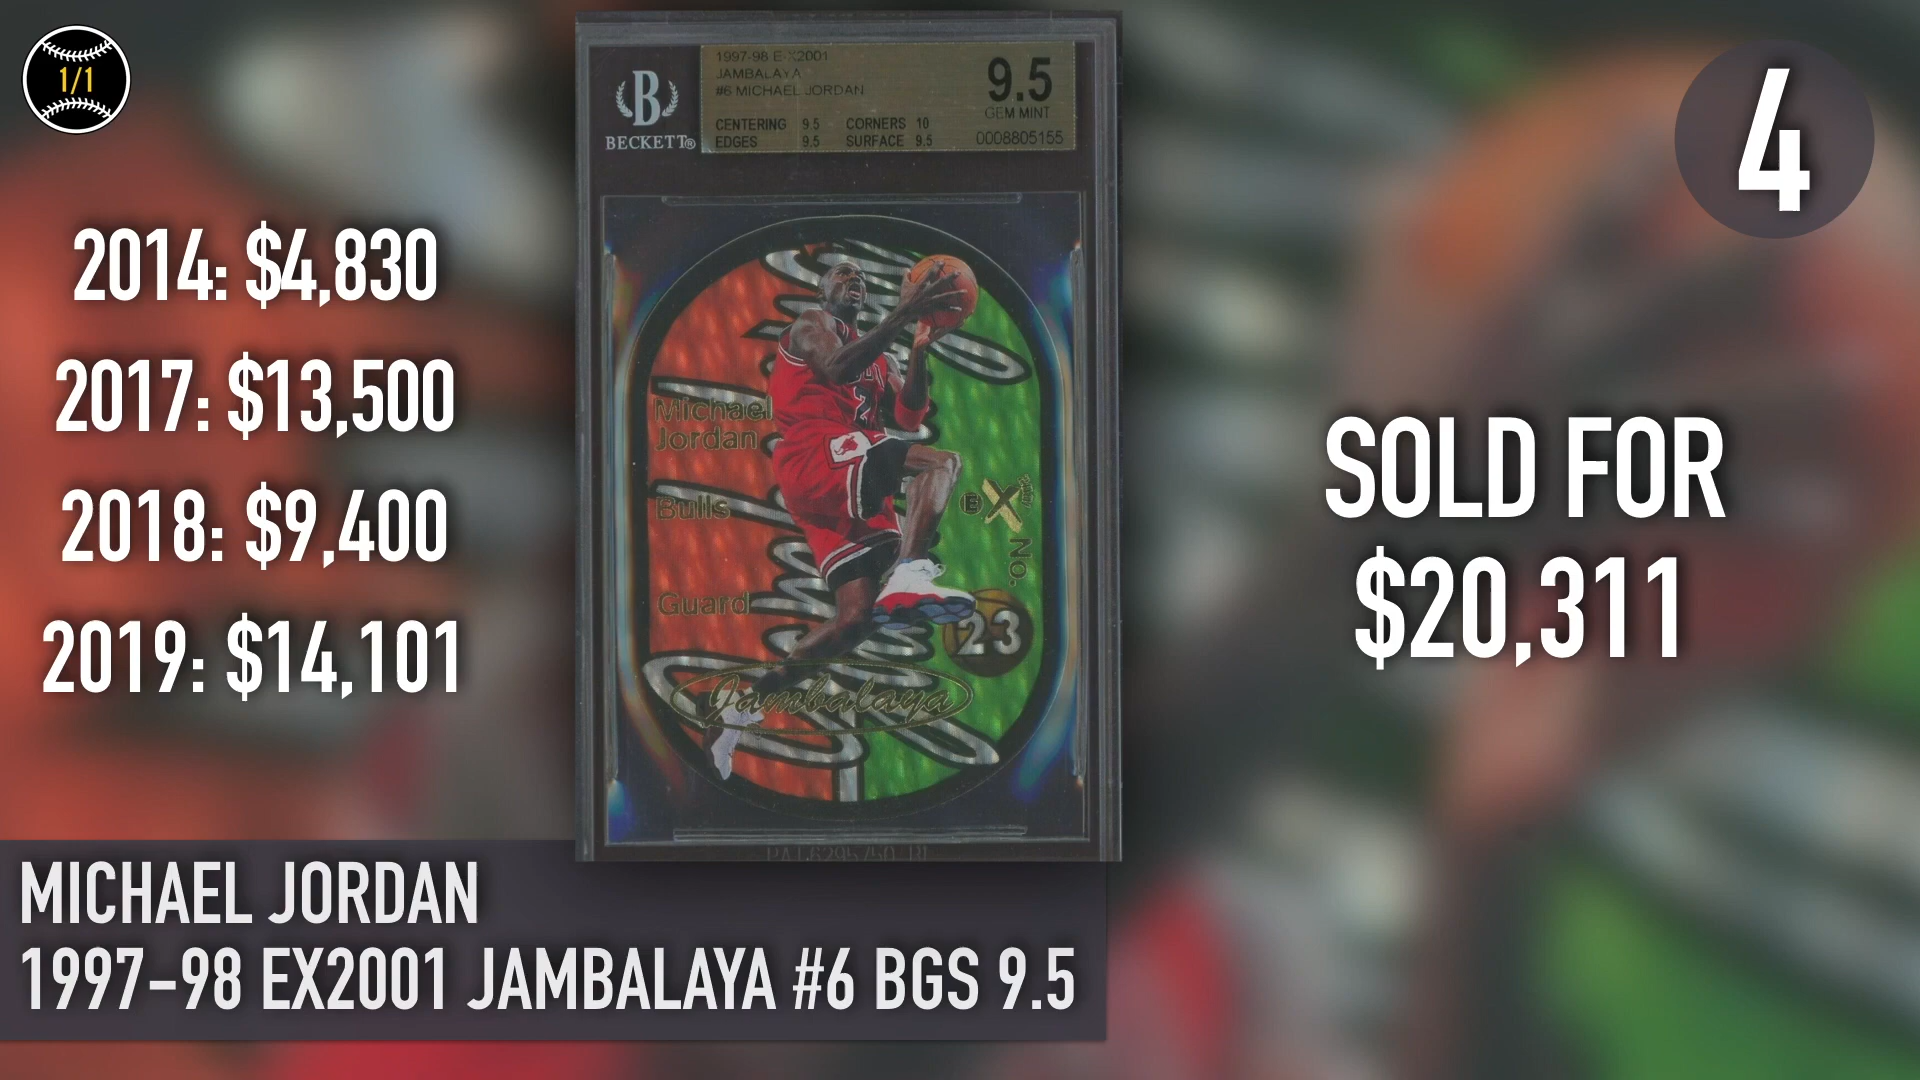 1/1
B
BECKETT®
1997-98 E-X2001
JAMBALAYA
#6 MICHAEL JORDAN
CENTERING 9.5 CORNERS 10
EDGES 9.5 SURFACE 9.5
9.5
GEM MINT
0008805155
4
2014: $4,830
2017: $13,500
2018: $9,400
2019: $14,101
Michael
Jordan
Bulls
Guard
EX
NO.
23
Jambalaya
SOLD FOR
$20,311
MICHAEL JORDAN
1997-98 EX2001 JAMBALAYA #6 BGS 9.5